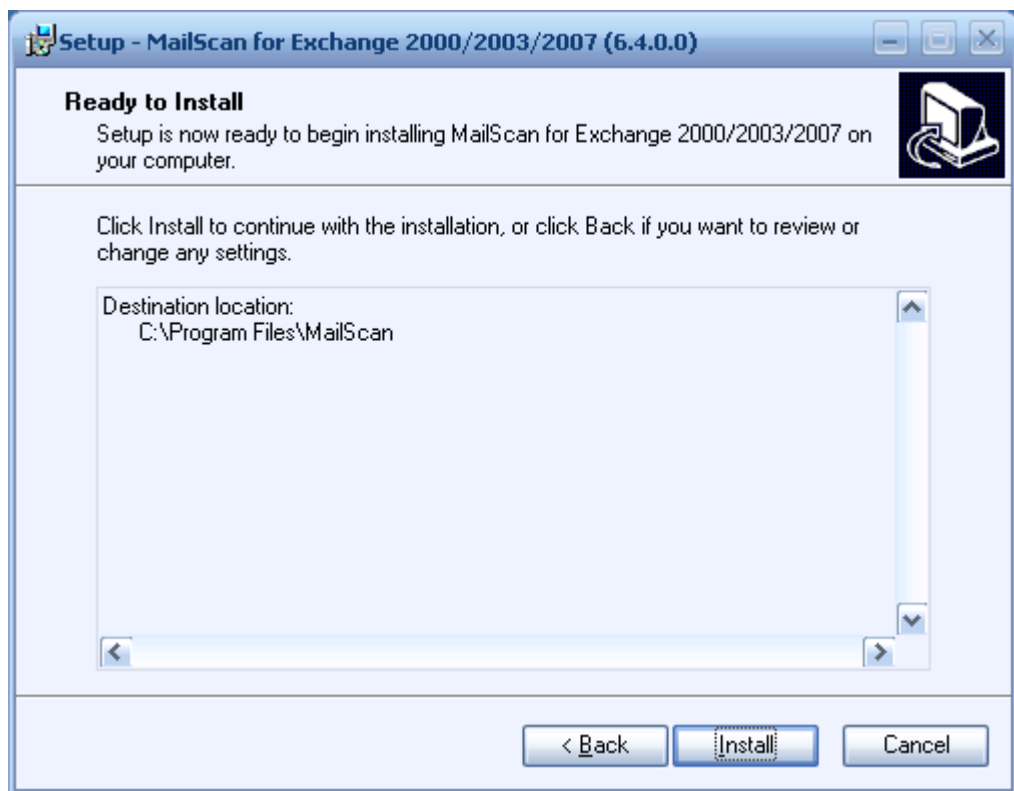 Setup - MailScan for Exchange 2000/2003/2007 (6.4.0.0)
Ready to Install
Setup is now ready to begin installing MailScan for Exchange 2000/2003/2007 on
your computer.
Click Install to continue with the installation, or click Back if you want to review or
change any settings.
Destination location:
C:\Program Files\MailScan
< Back Install Cancel